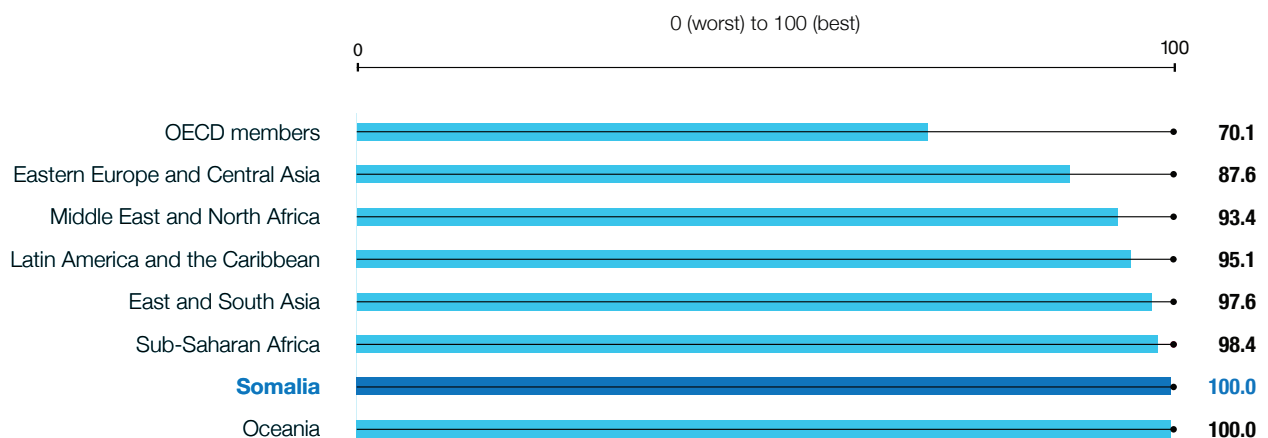 0 (worst) to 100 (best)
0 100
OECD members 70.1
Eastern Europe and Central Asia 87.6
Middle East and North Africa 93.4
Latin America and the Caribbean 95.1
East and South Asia 97.6
Sub-Saharan Africa 98.4
Somalia 100.0
Oceania 100.0